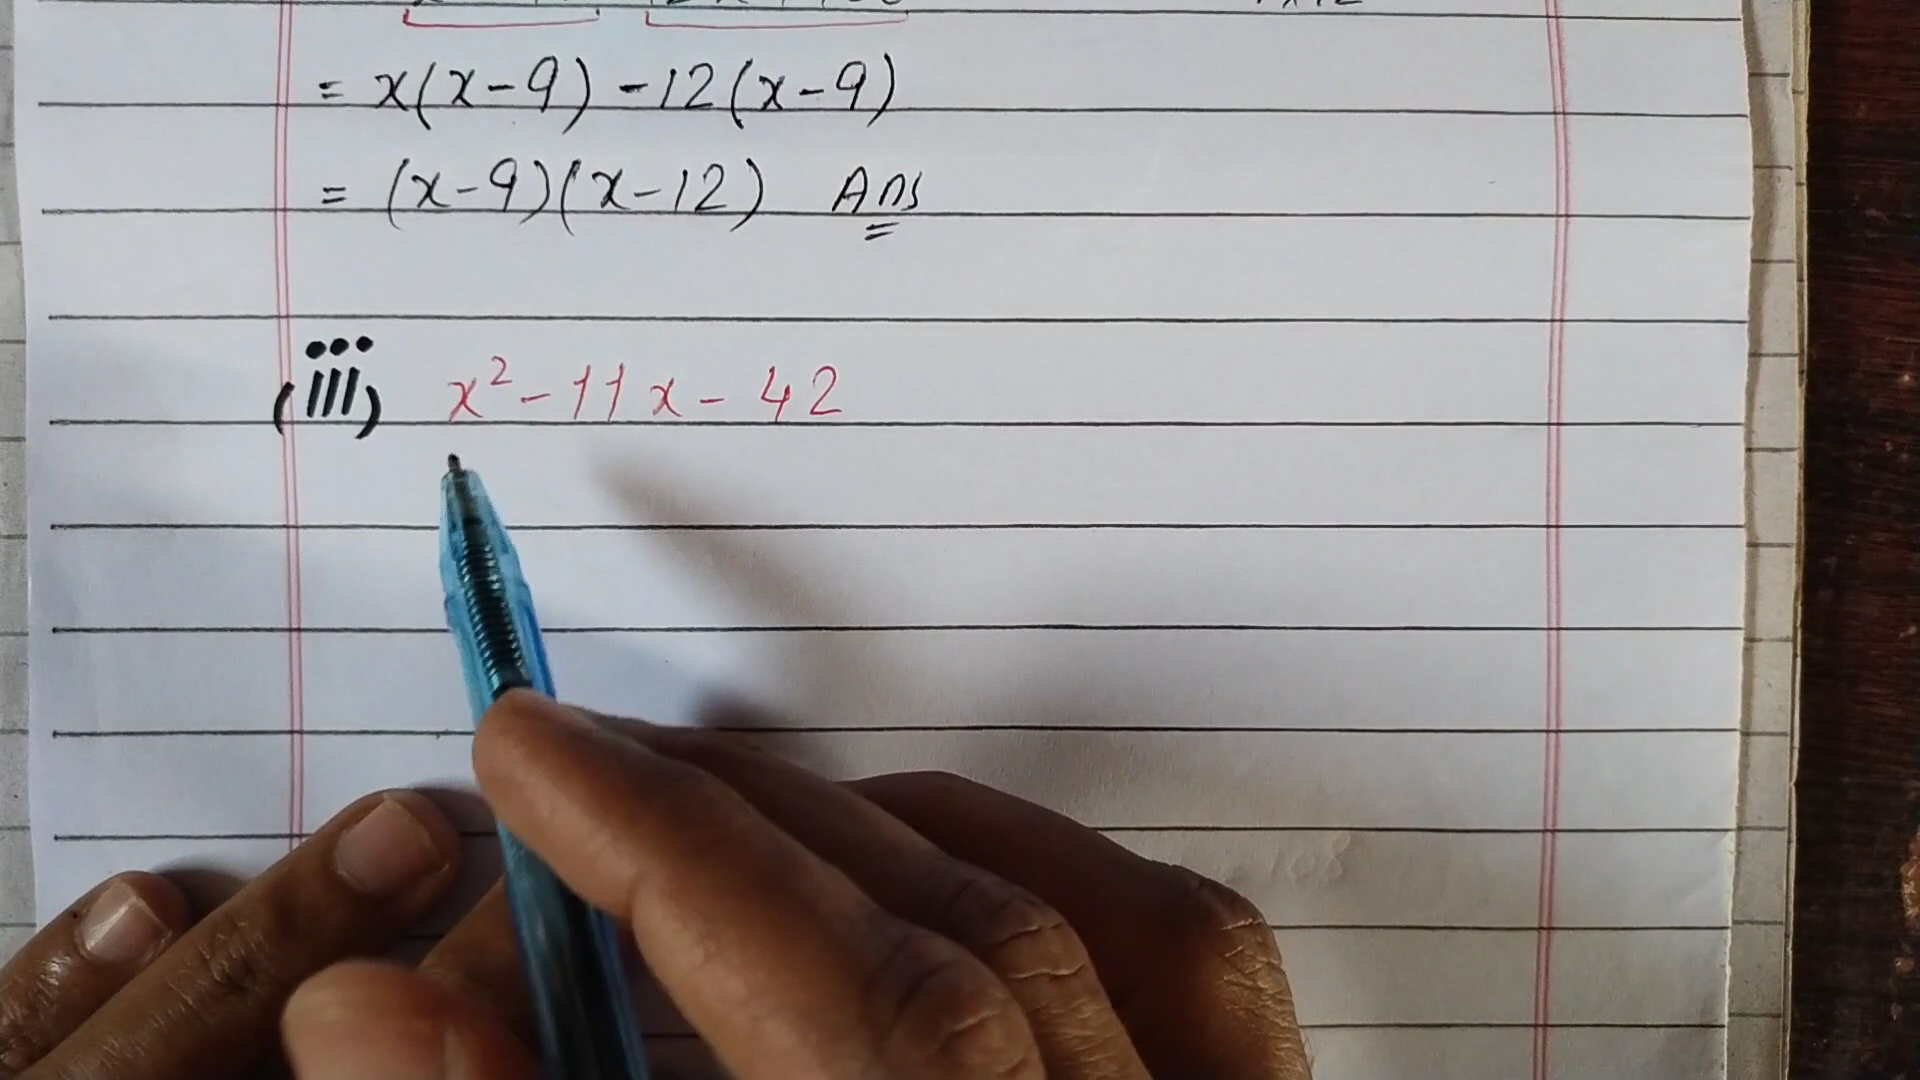 = x(x-9) -12(x-9)
= (x-9)(x-12) Ans
(iii) x² - 11x - 42